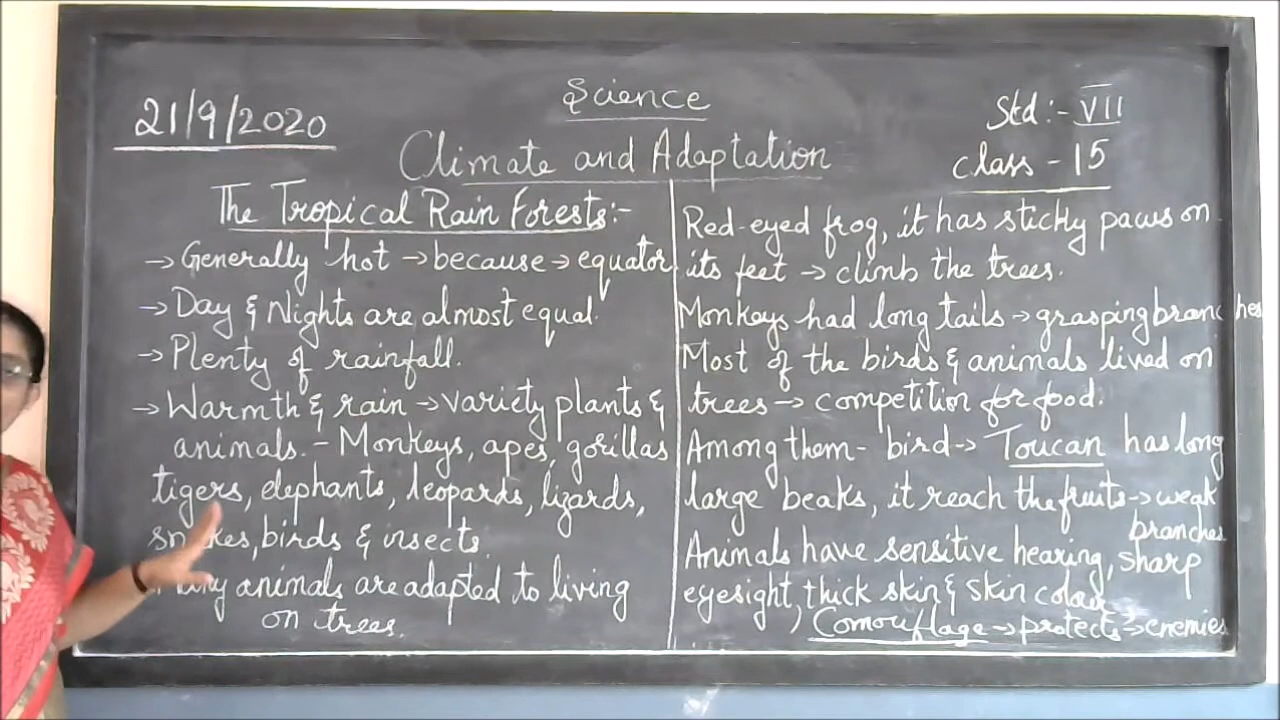 Science
21/9/2020
Std:- VII
Climate and Adaptation
class - 15
The Tropical Rain Forests:-
→ Generally hot → because → equator
→ Day & Nights are almost equal.
→ Plenty of rainfall.
→ Warmth & rain → variety plants &
animals. - Monkeys, apes, gorillas
tigers, elephants, leopards, lizards,
birds & insects.
animals are adapted to living
on trees.
Red-eyed frog, it has sticky paws on
its feet → climb the trees.
Monkeys had long tails → grasping branches
Most of the birds & animals lived on
trees → competition for food.
Among them - bird → Toucan has long
large beaks, it reach the fruits → weak
branches
Animals have sensitive hearing, sharp
eyesight, thick skin & skin colour
, Comouflage → protects → enemies